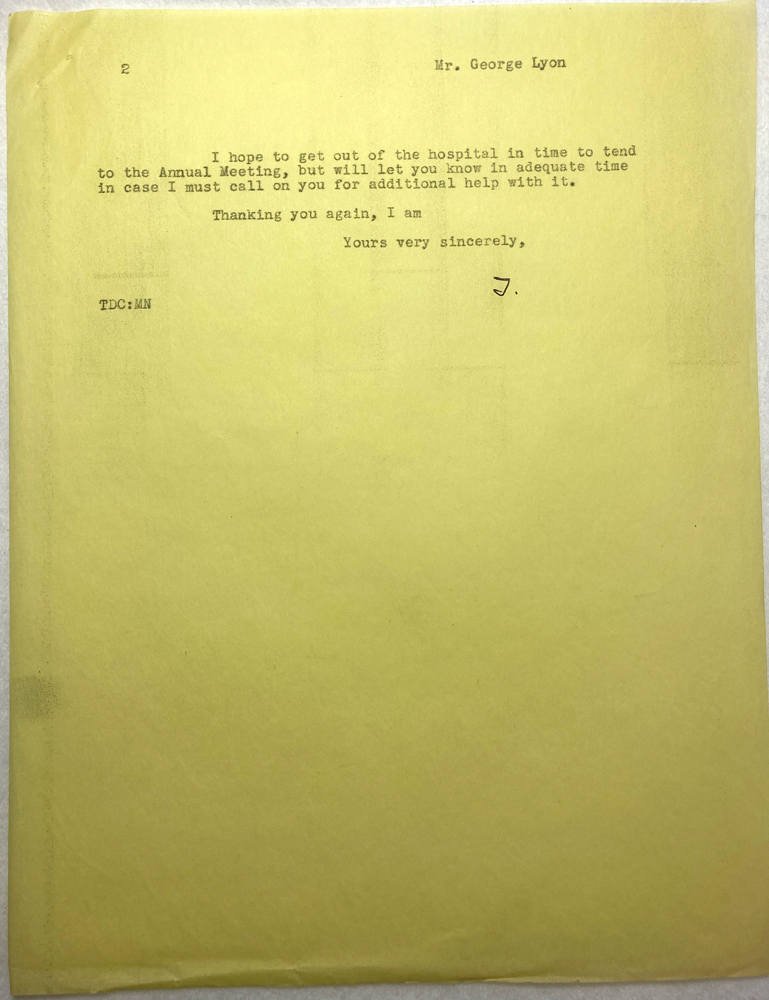 2
Mr. George Lyon
I hope to get out of the hospital in time to tend
to the Annual Meeting, but will let you know in adequate time
in case I must call on you for additional help with it.
Thanking you again, I am
Yours very sincerely,
J.
TDC:MN